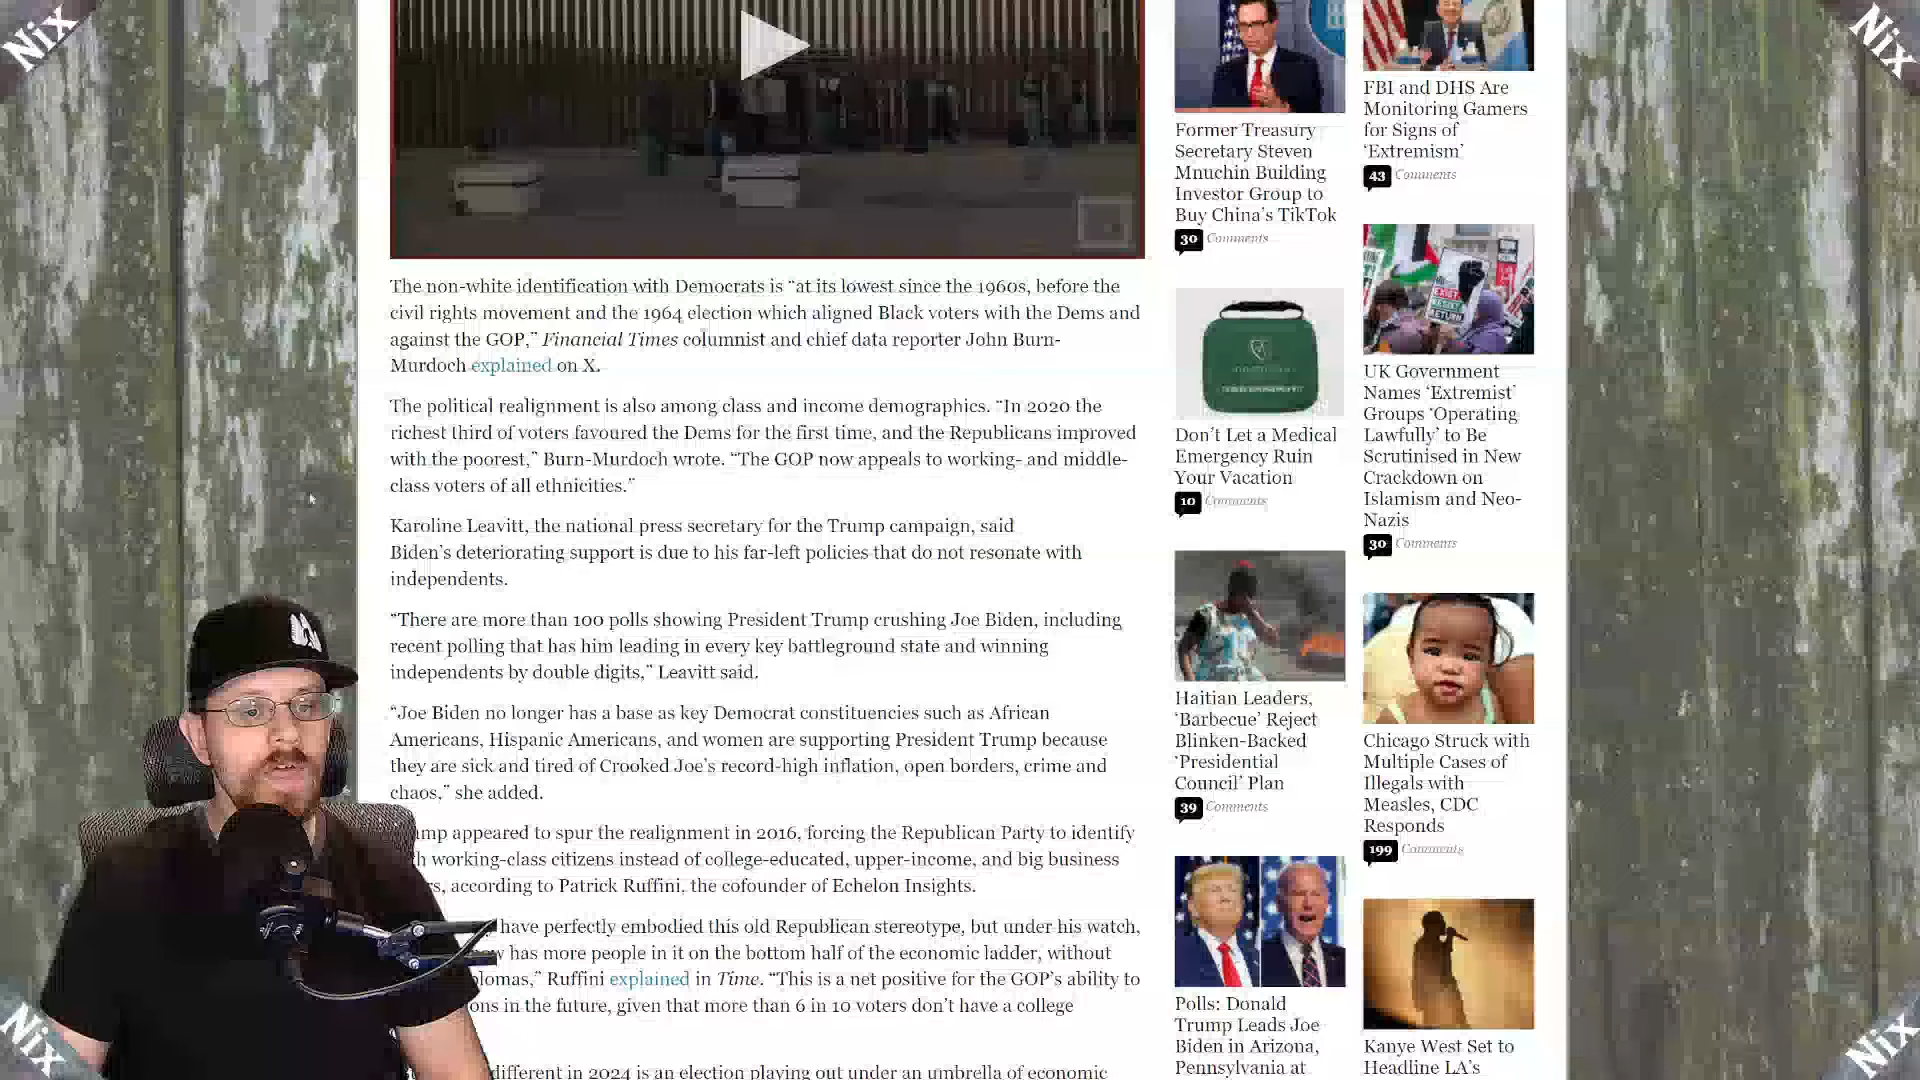 Nix
Nix
The non-white identification with Democrats is “at its lowest since the 1960s, before the
civil rights movement and the 1964 election which aligned Black voters with the Dems and
against the GOP,” Financial Times columnist and chief data reporter John Burn-
Murdoch explained on X.
The political realignment is also among class and income demographics. “In 2020 the
richest third of voters favoured the Dems for the first time, and the Republicans improved
with the poorest,” Burn-Murdoch wrote. “The GOP now appeals to working- and middle-
class voters of all ethnicities.”
Karoline Leavitt, the national press secretary for the Trump campaign, said
Biden’s deteriorating support is due to his far-left policies that do not resonate with
independents.
“There are more than 100 polls showing President Trump crushing Joe Biden, including
recent polling that has him leading in every key battleground state and winning
independents by double digits,” Leavitt said.
“Joe Biden no longer has a base as key Democrat constituencies such as African
Americans, Hispanic Americans, and women are supporting President Trump because
they are sick and tired of Crooked Joe’s record-high inflation, open borders, crime and
chaos,” she added.
amp appeared to spur the realignment in 2016, forcing the Republican Party to identify
h working-class citizens instead of college-educated, upper-income, and big business
rs, according to Patrick Ruffini, the cofounder of Echelon Insights.
have perfectly embodied this old Republican stereotype, but under his watch,
w has more people in it on the bottom half of the economic ladder, without
lomas,” Ruffini explained in Time. “This is a net positive for the GOP’s ability to
ons in the future, given that more than 6 in 10 voters don’t have a college
different in 2024 is an election playing out under an umbrella of economic
Former Treasury
Secretary Steven
Mnuchin Building
Investor Group to
Buy China’s TikTok
30 Comments
Don’t Let a Medical
Emergency Ruin
Your Vacation
10 Comments
Haitian Leaders,
‘Barbecue’ Reject
Blinken-Backed
‘Presidential
Council’ Plan
39 Comments
Polls: Donald
Trump Leads Joe
Biden in Arizona,
Pennsylvania at
FBI and DHS Are
Monitoring Gamers
for Signs of
‘Extremism’
43 Comments
UK Government
Names ‘Extremist’
Groups ‘Operating
Lawfully’ to Be
Scrutinised in New
Crackdown on
Islamism and Neo-
Nazis
30 Comments
Chicago Struck with
Multiple Cases of
Illegals with
Measles, CDC
Responds
199 Comments
Kanye West Set to
Headline LA’s
Nix
Nix